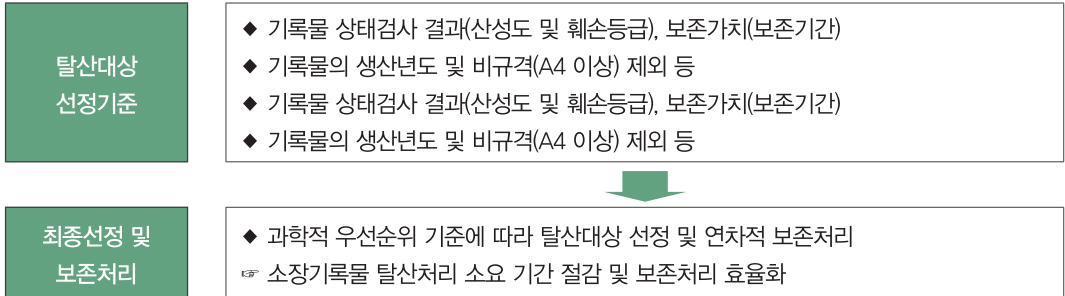 탈산대상
선정기준
◆ 기록물 상태검사 결과(산성도 및 훼손등급), 보존가치(보존기간)
◆ 기록물의 생산년도 및 비규격(A4 이상) 제외 등
◆ 기록물 상태검사 결과(산성도 및 훼손등급), 보존가치(보존기간)
◆ 기록물의 생산년도 및 비규격(A4 이상) 제외 등
최종선정 및
보존처리
◆ 과학적 우선순위 기준에 따라 탈산대상 선정 및 연차적 보존처리
☞ 소장기록물 탈산처리 소요 기간 절감 및 보존처리 효율화